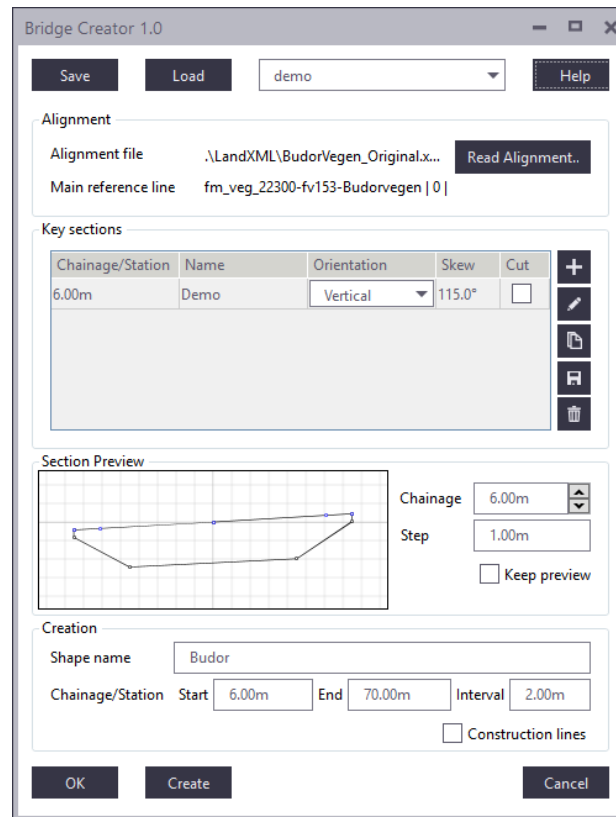 Bridge Creator 1.0
Save Load demo Help
Alignment
Alignment file .\LandXML\BudorVegen_Original.x... Read Alignment..
Main reference line fm_veg_22300-fv153-Budorvegen | 0 |
Key sections
Chainage/Station Name Orientation Skew Cut
6.00m Demo Vertical 115.0°
Section Preview
Chainage 6.00m
Step 1.00m
Keep preview
Creation
Shape name Budor
Chainage/Station Start 6.00m End 70.00m Interval 2.00m
Construction lines
OK Create Cancel